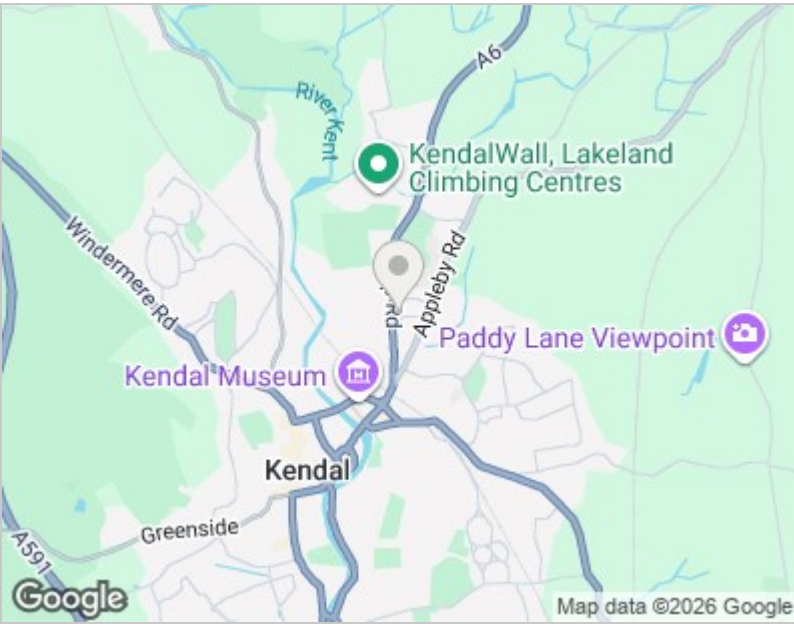 A6
River Kent
KendalWall, Lakeland
Climbing Centres
Windermere Rd
Appleby Rd
Rd
Paddy Lane Viewpoint
Kendal Museum
Kendal
Greenside
A591
Google
Map data ©2026 Google